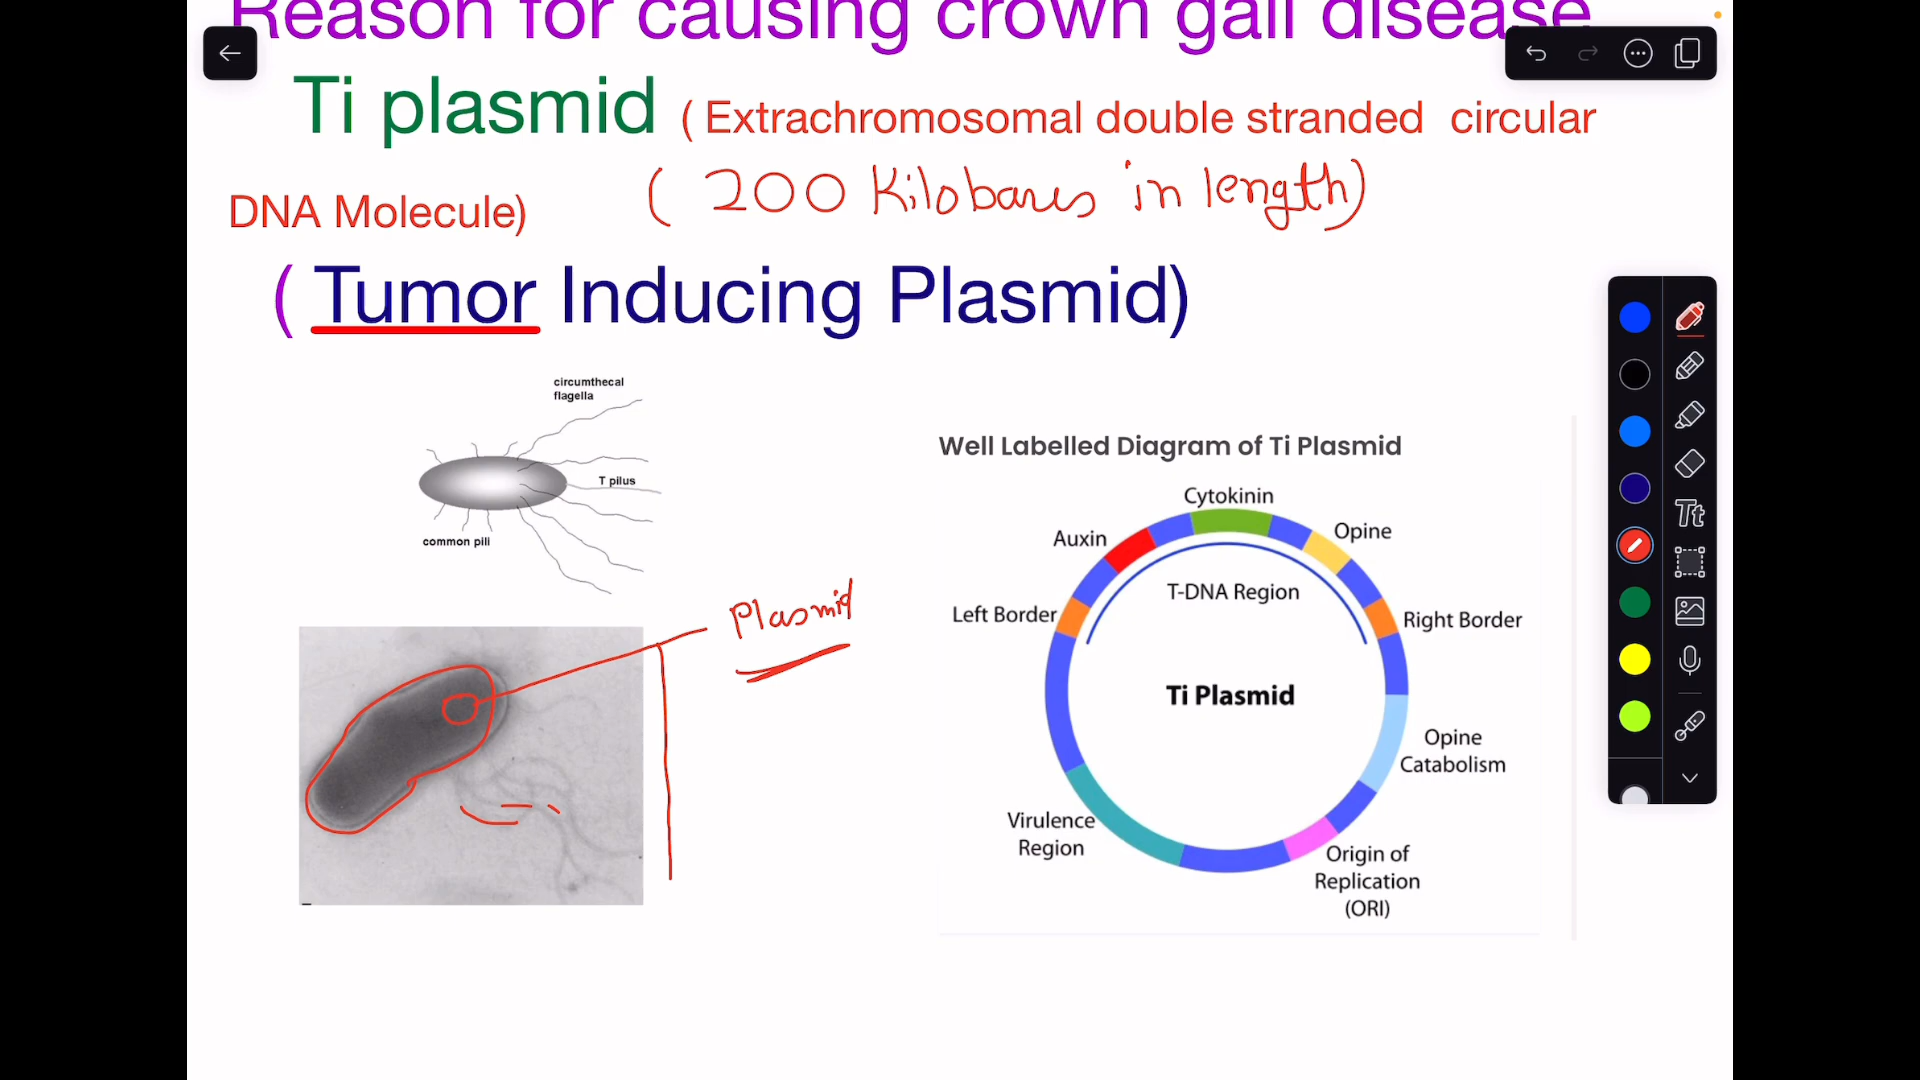 Reason for causing crown gall disease
Ti plasmid ( Extrachromosomal double stranded circular
DNA Molecule) ( 200 Kilobases in length)
( Tumor Inducing Plasmid)
circumthecal
flagella
T pilus
common pili
Plasmid
Well Labelled Diagram of Ti Plasmid
Cytokinin
Auxin
Opine
T-DNA Region
Left Border
Right Border
Ti Plasmid
Opine
Catabolism
Virulence
Region
Origin of
Replication
(ORI)
Tt